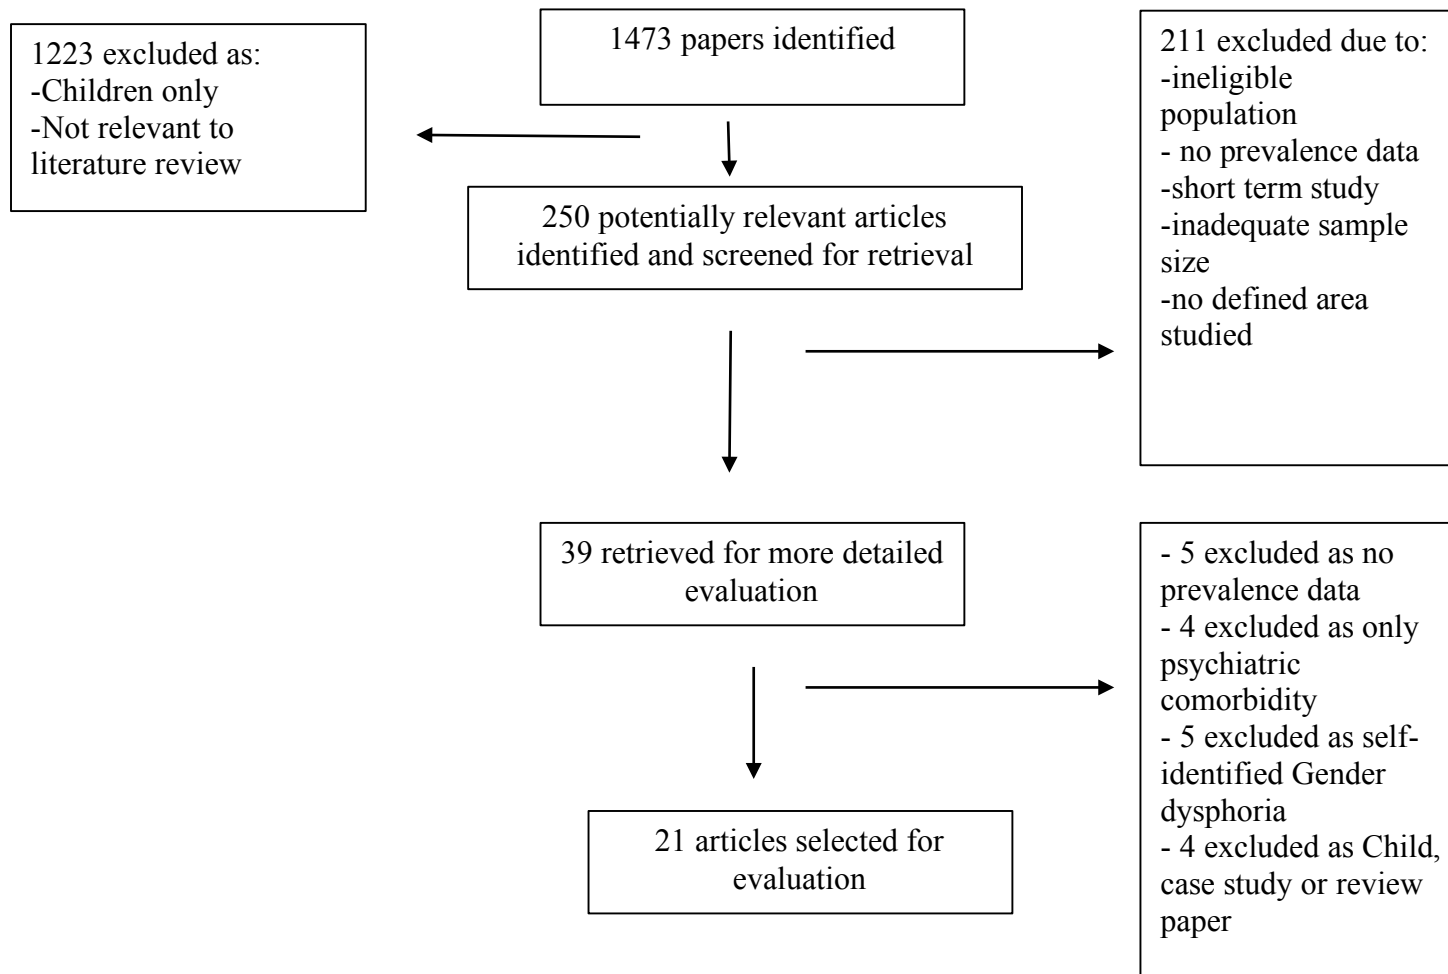 1473 papers identified
1223 excluded as:
-Children only
-Not relevant to
literature review
211 excluded due to:
-ineligible
population
- no prevalence data
-short term study
-inadequate sample
size
-no defined area
studied
250 potentially relevant articles
identified and screened for retrieval
39 retrieved for more detailed
evaluation
- 5 excluded as no
prevalence data
- 4 excluded as only
psychiatric
comorbidity
- 5 excluded as self-
identified Gender
dysphoria
- 4 excluded as Child,
case study or review
paper
21 articles selected for
evaluation